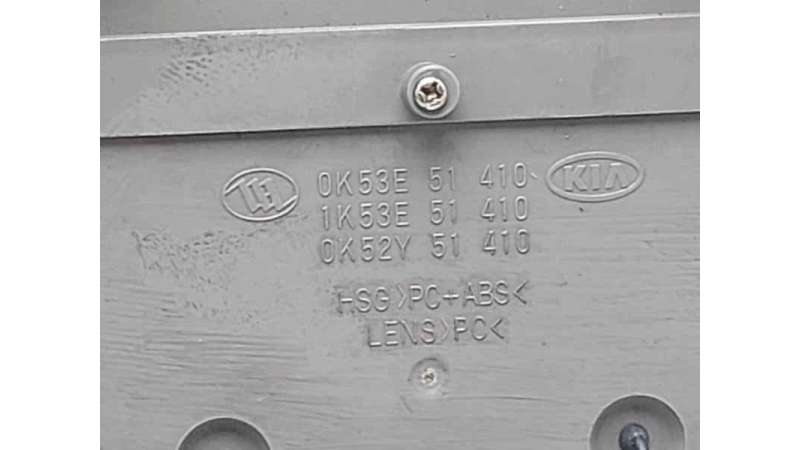 0K53E 51 410 KIA
1K53E 51 410
0K52Y 51 410
HSG>PC+ABS<
LENS>PC<